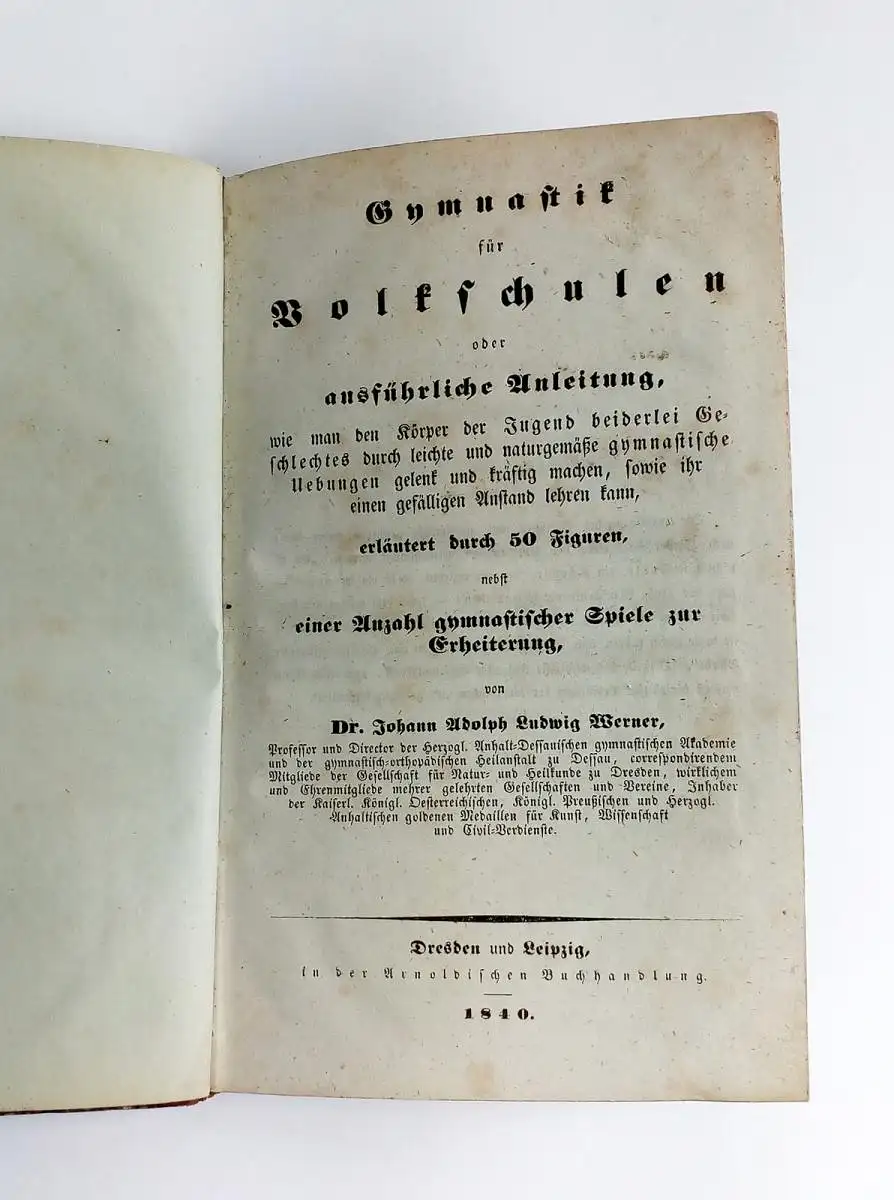 Gymnastik
für
Volkschulen
oder
ausführliche Anleitung,
wie man den Körper der Jugend beiderlei Ge-
schlechtes durch leichte und naturgemäße gymnastische
Uebungen gelenk und kräftig machen, sowie ihr
einen gefälligen Anstand lehren kann,
erläutert durch 50 Figuren,
nebst
einer Anzahl gymnastischer Spiele zur
Erheiterung,
von
Dr. Johann Adolph Ludwig Werner,
Professor und Director der Herzogl. Anhalt-Dessauischen gymnastischen Akademie
und der gymnastisch-orthopädischen Heilanstalt zu Dessau, correspondirendem
Mitgliede der Gesellschaft für Natur- und Heilkunde zu Dresden, wirklichem
und Ehrenmitgliede mehrer gelehrten Gesellschaften und Vereine, Inhaber
der Kaiserl. Königl. Oesterreichischen, Königl. Preußischen und Herzogl.
Anhaltischen goldenen Medaillen für Kunst, Wissenschaft
und Civil-Verdienste.
Dresden und Leipzig,
in der Arnoldischen Buchhandlung.
1840.